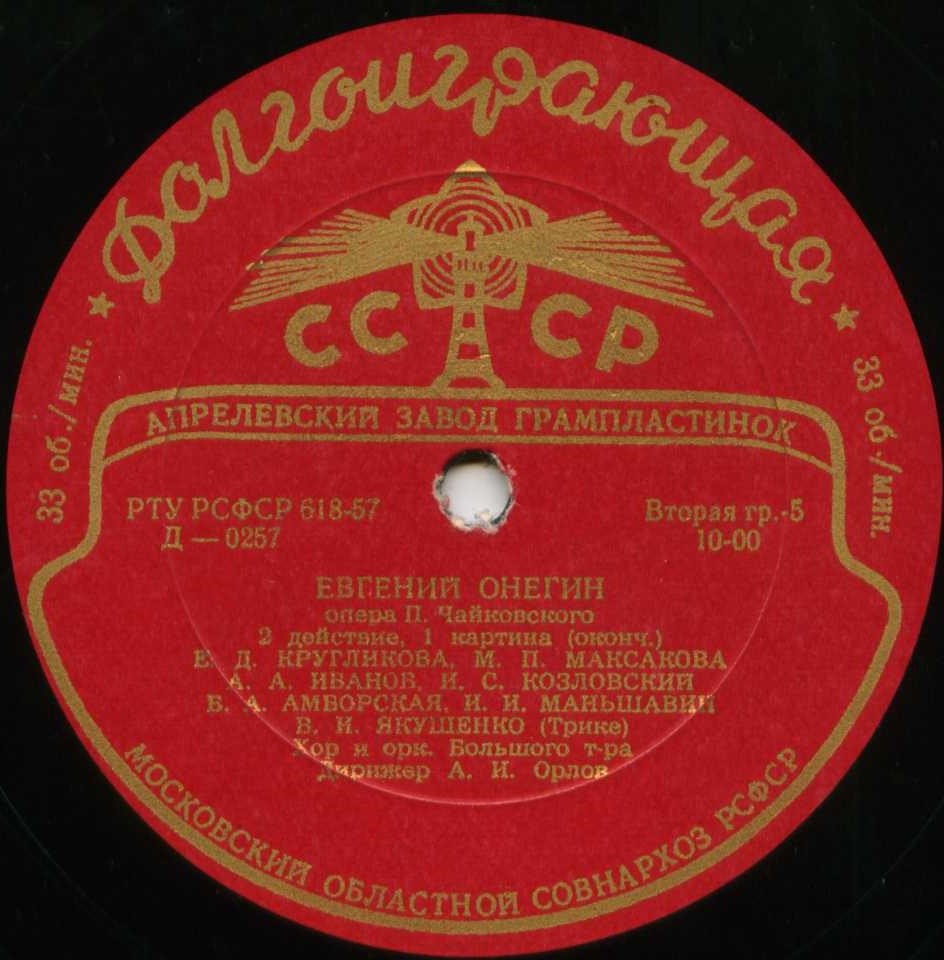 Долгоиграющая
СССР
33 об./мин.
33 об./мин.
АПРЕЛЕВСКИЙ ЗАВОД ГРАМПЛАСТИНОК
РТУ РСФСР 618-57
Д — 0257
Вторая гр.-5
10-00
ЕВГЕНИЙ ОНЕГИН
опера П. Чайковского
2 действие, 1 картина (оконч.)
Е. Д. КРУГЛИКОВА, М. П. МАКСАКОВА
А. А. ИВАНОВ, И. С. КОЗЛОВСКИЙ
Б. А. АМБОРСКАЯ, И. И. МАНЬШАВИН
В. И. ЯКУШЕНКО (Трике)
Хор и орк. Большого т-ра
Дирижер А. И. Орлов
МОСКОВСКИЙ ОБЛАСТНОЙ СОВНАРХОЗ РСФСР